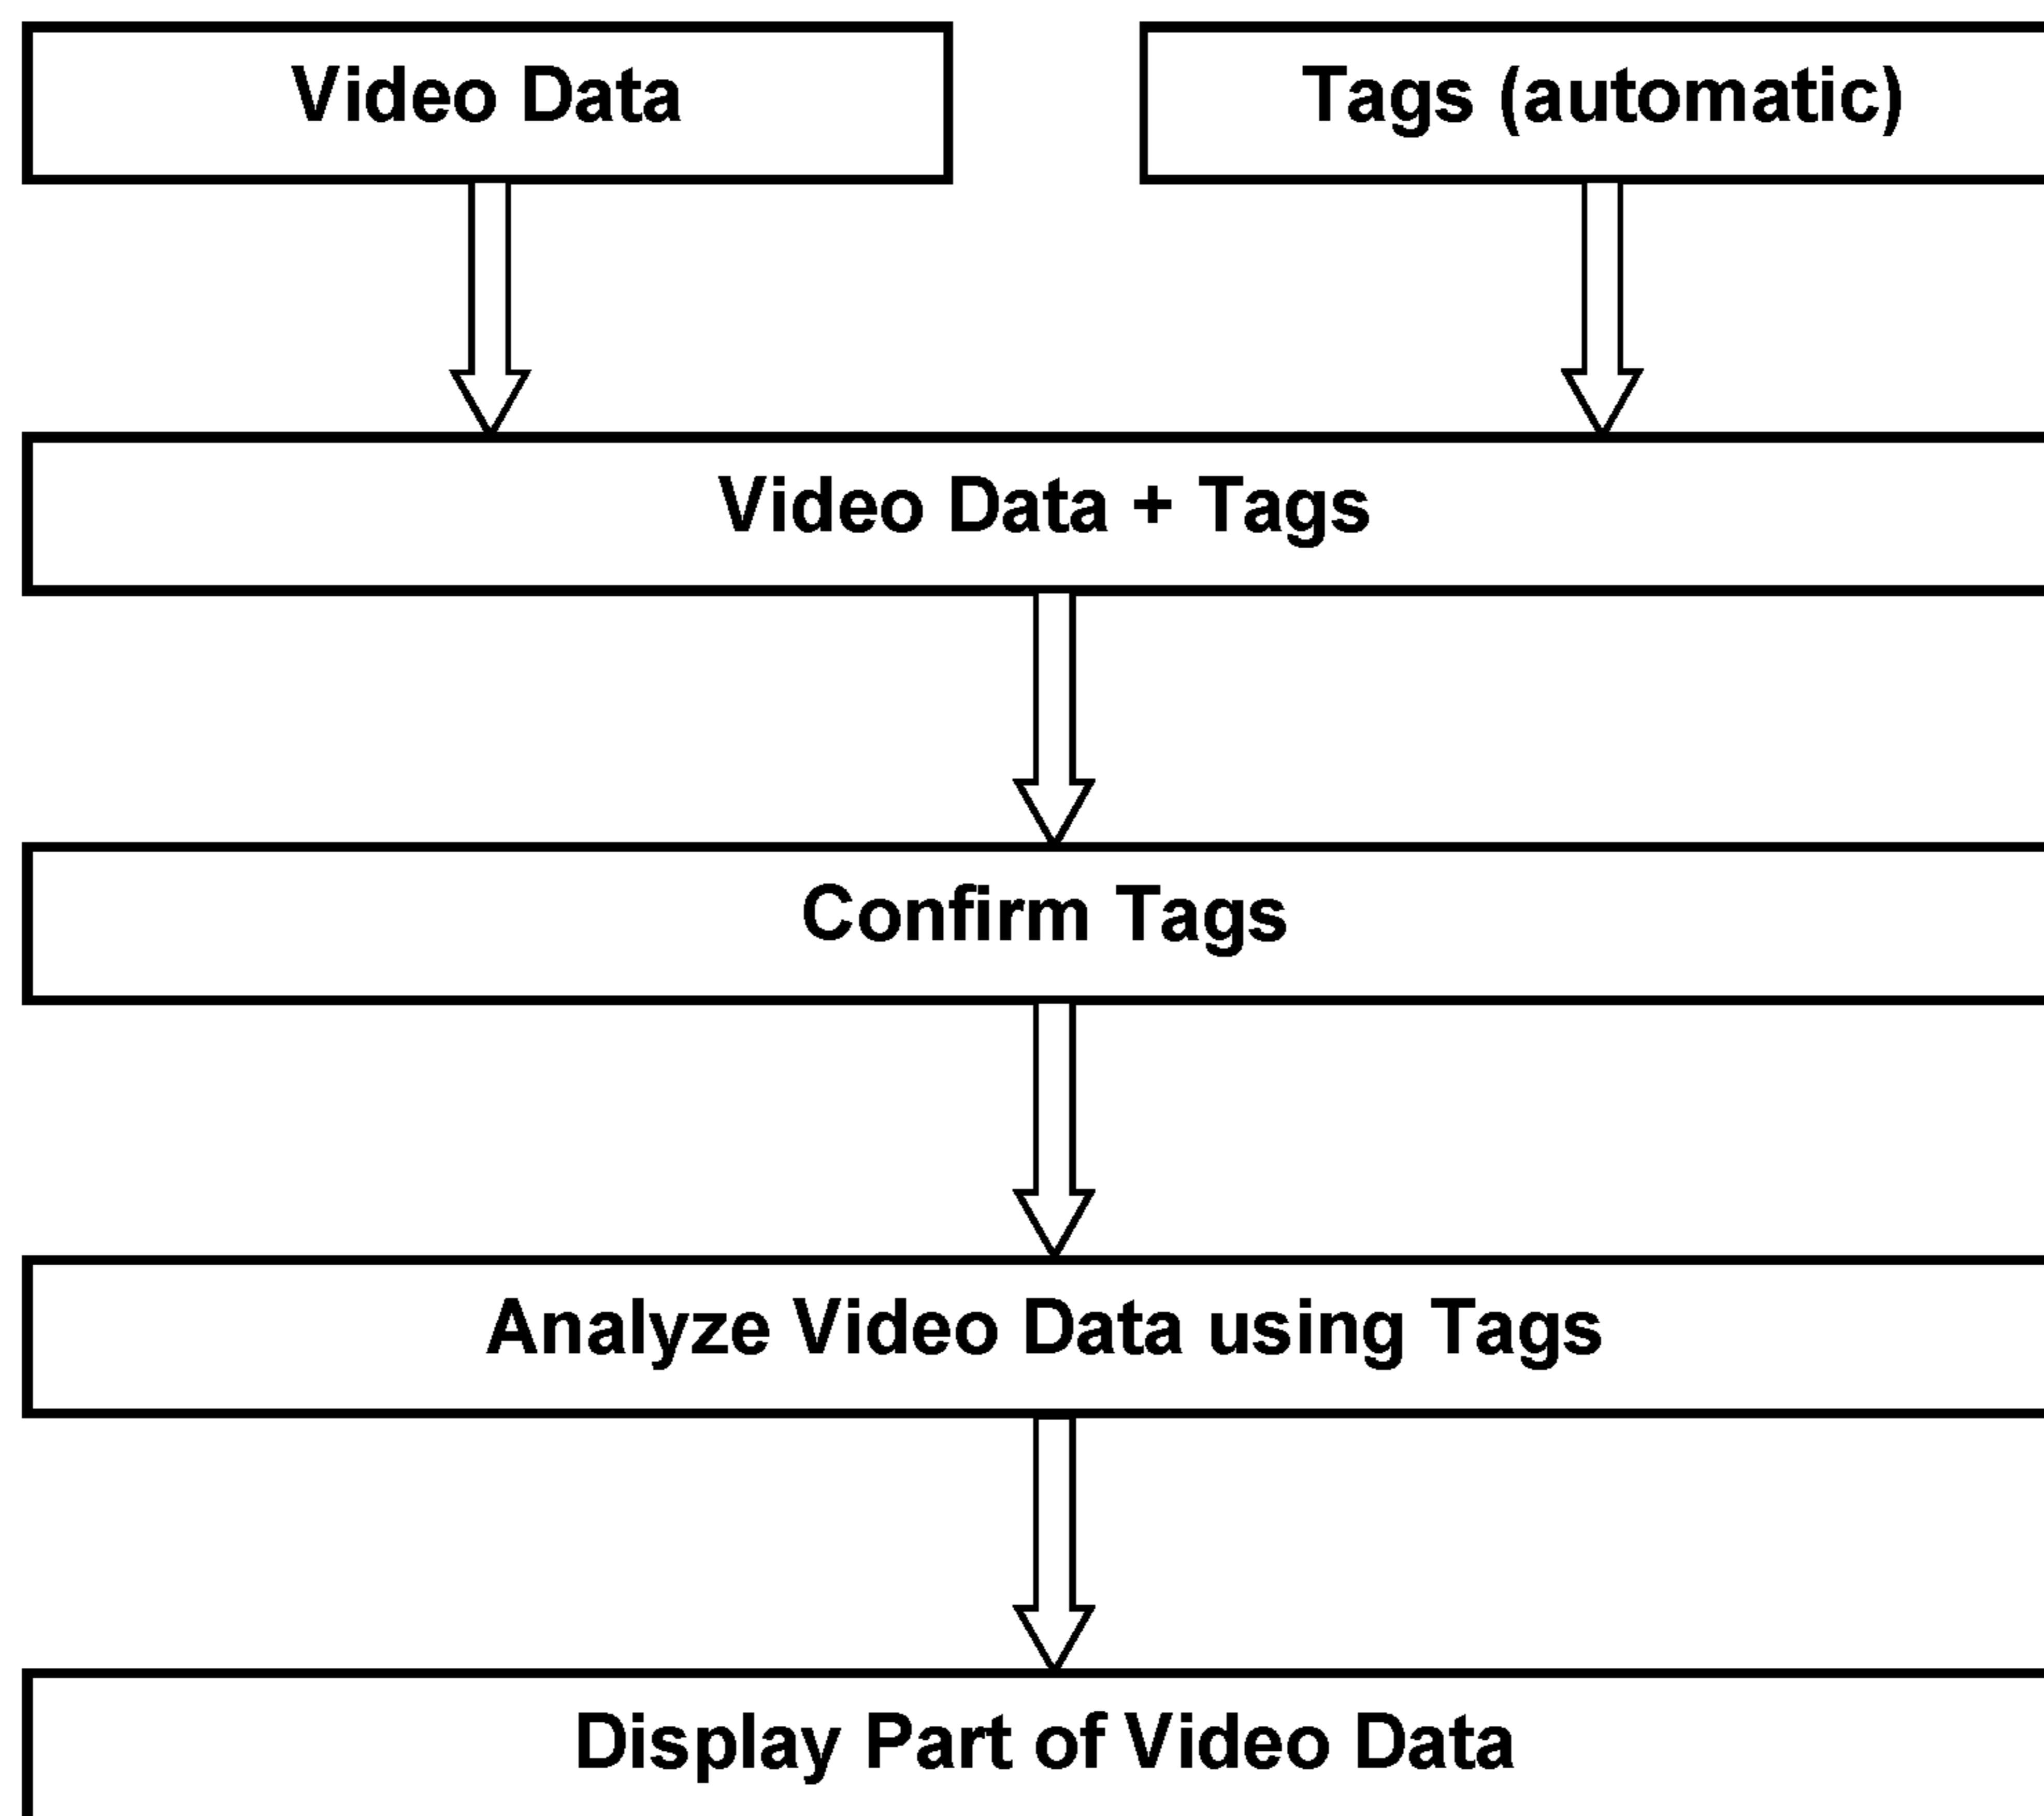 Video Data
Tags (automatic)
Video Data + Tags
Confirm Tags
Analyze Video Data using Tags
Display Part of Video Data